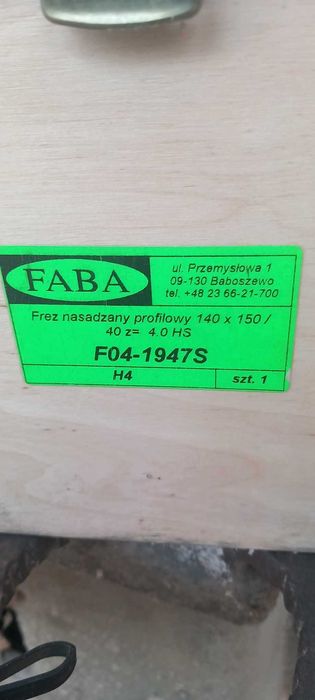 FABA
ul. Przemysłowa 1
09-130 Baboszewo
tel. +48 23 66-21-700
Frez nasadzany profilowy 140 x 150 /
40 z= 4.0 HS
F04-1947S
H4
szt. 1